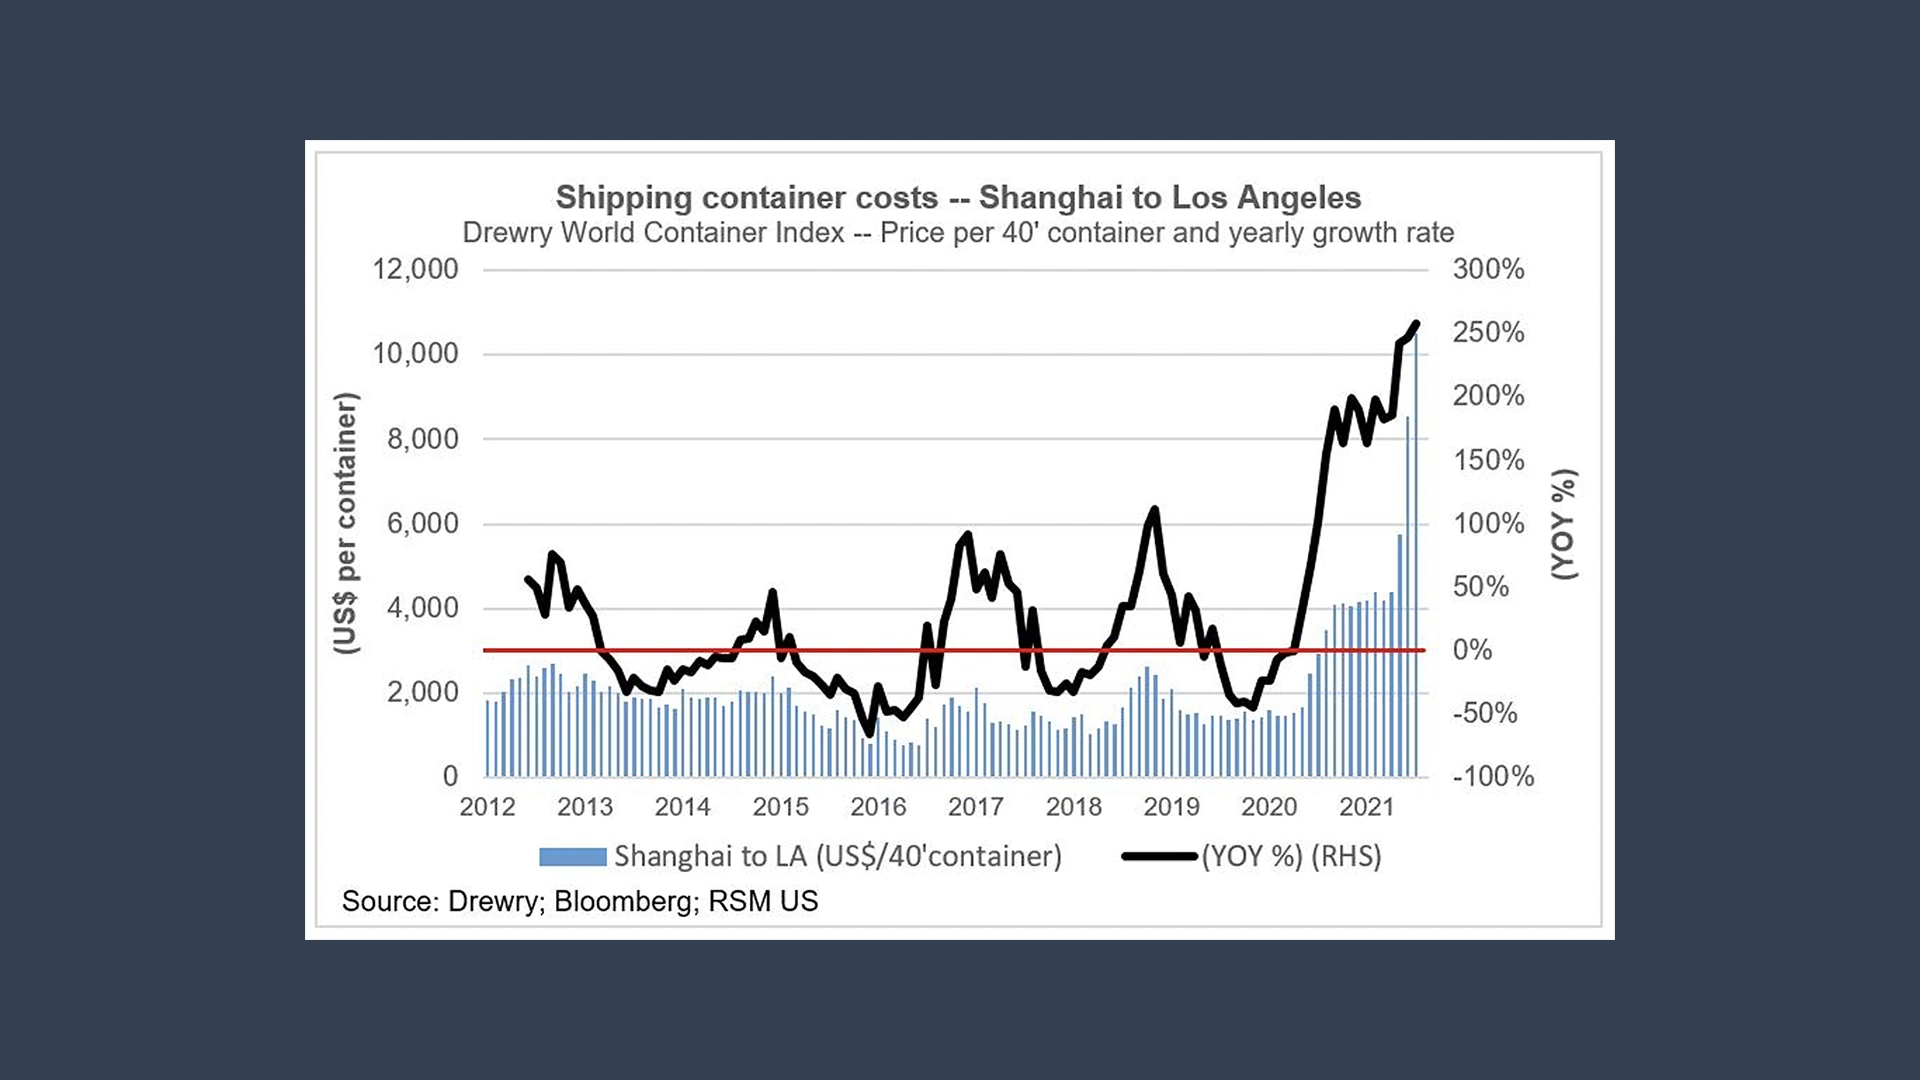 Shipping container costs -- Shanghai to Los Angeles
Drewry World Container Index -- Price per 40' container and yearly growth rate
12,000
10,000
8,000
6,000
4,000
2,000
0
(US$ per container)
300%
250%
200%
150%
100%
50%
0%
-50%
-100%
(YOY %)
2012 2013 2014 2015 2016 2017 2018 2019 2020 2021
Shanghai to LA (US$/40'container) (YOY %) (RHS)
Source: Drewry; Bloomberg; RSM US